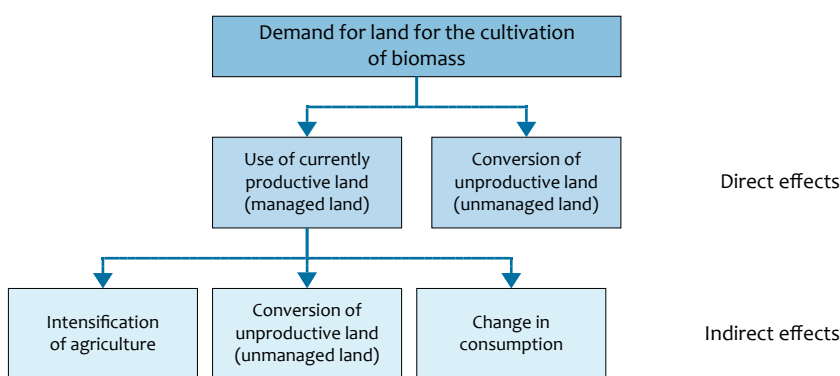 Demand for land for the cultivation
of biomass
Use of currently
productive land
(managed land)
Conversion of
unproductive land
(unmanaged land)
Direct effects
Intensification
of agriculture
Conversion of
unproductive land
(unmanaged land)
Change in
consumption
Indirect effects